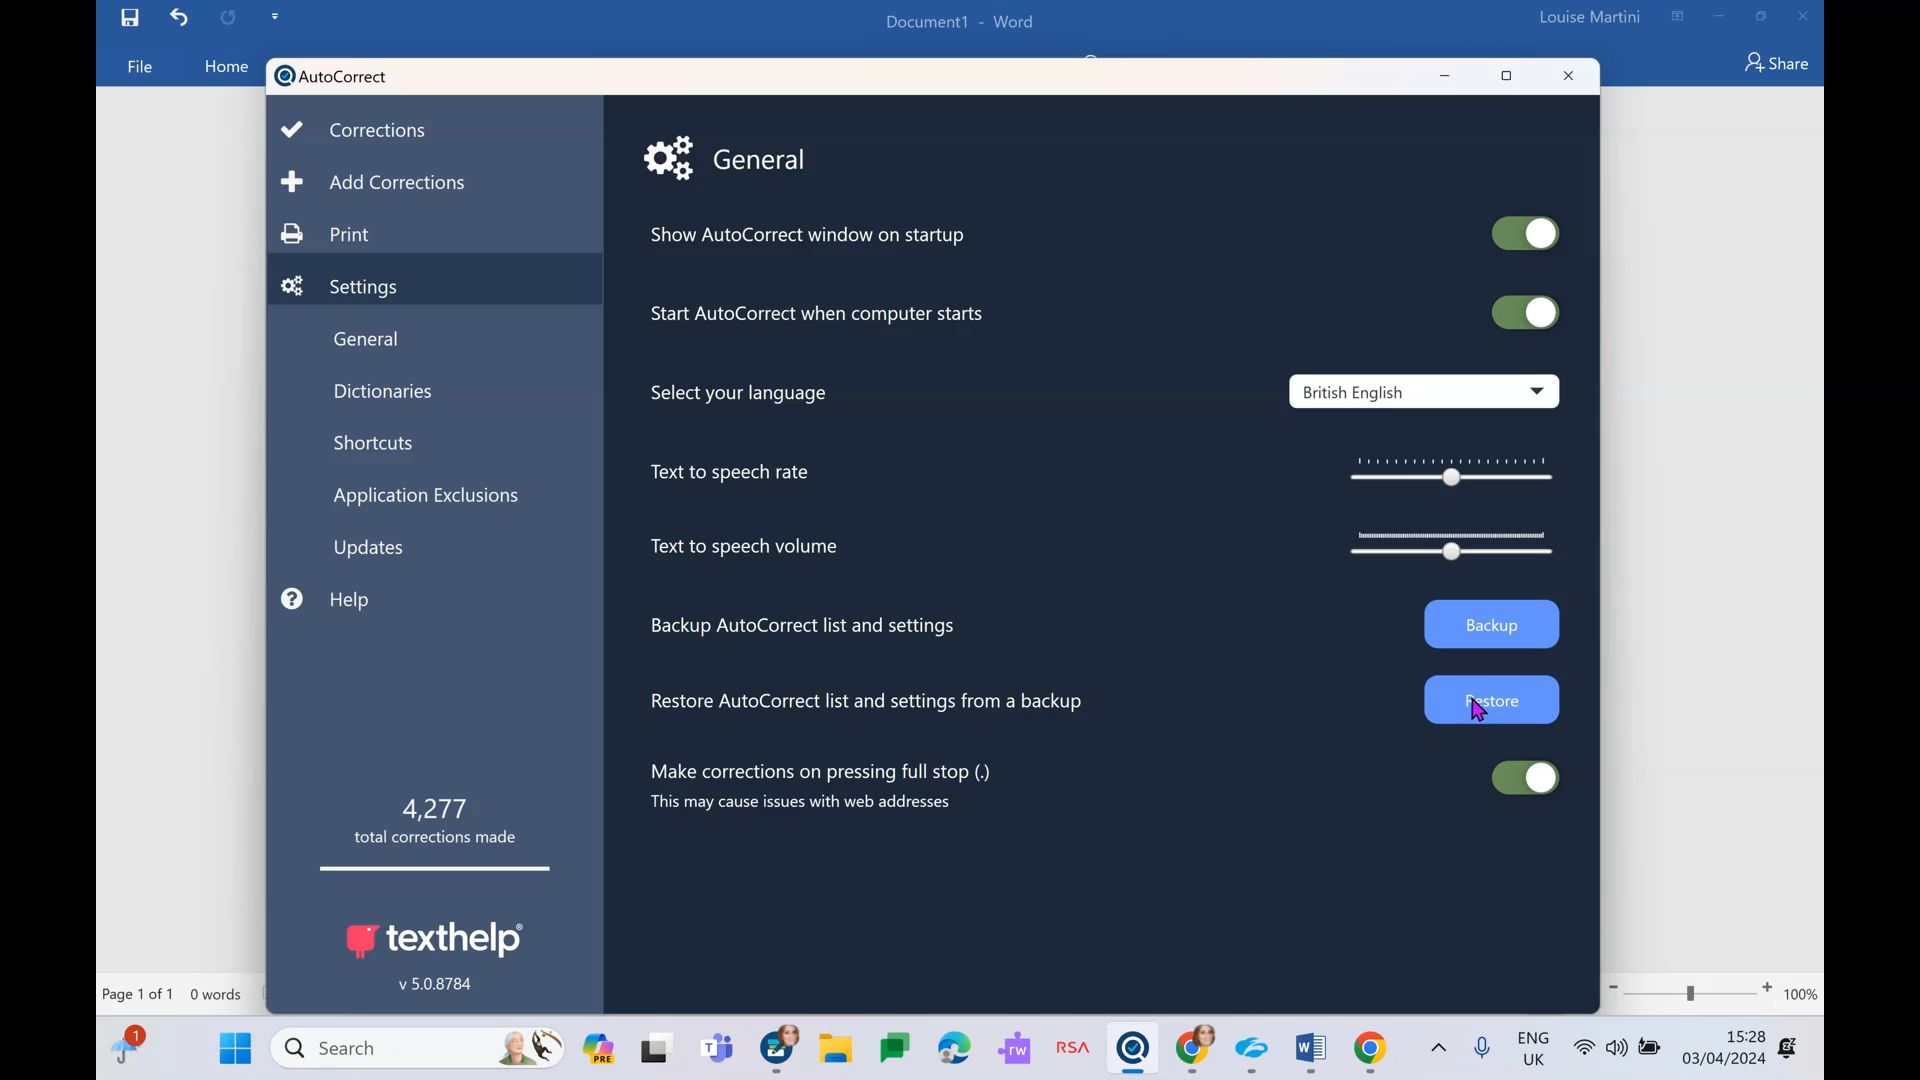 Document1 - Word
Louise Martini
File
Home
Share
AutoCorrect
Corrections
Add Corrections
Print
Settings
General
Dictionaries
Shortcuts
Application Exclusions
Updates
Help
4,277
total corrections made
texthelp®
v 5.0.8784
General
Show AutoCorrect window on startup
Start AutoCorrect when computer starts
Select your language
British English
Text to speech rate
Text to speech volume
Backup AutoCorrect list and settings
Backup
Restore AutoCorrect list and settings from a backup
Restore
Make corrections on pressing full stop (.)
This may cause issues with web addresses
Page 1 of 1 0 words
100%
1
Search
PRE
T
rw
RSA
W
ENG
UK
15:28
03/04/2024